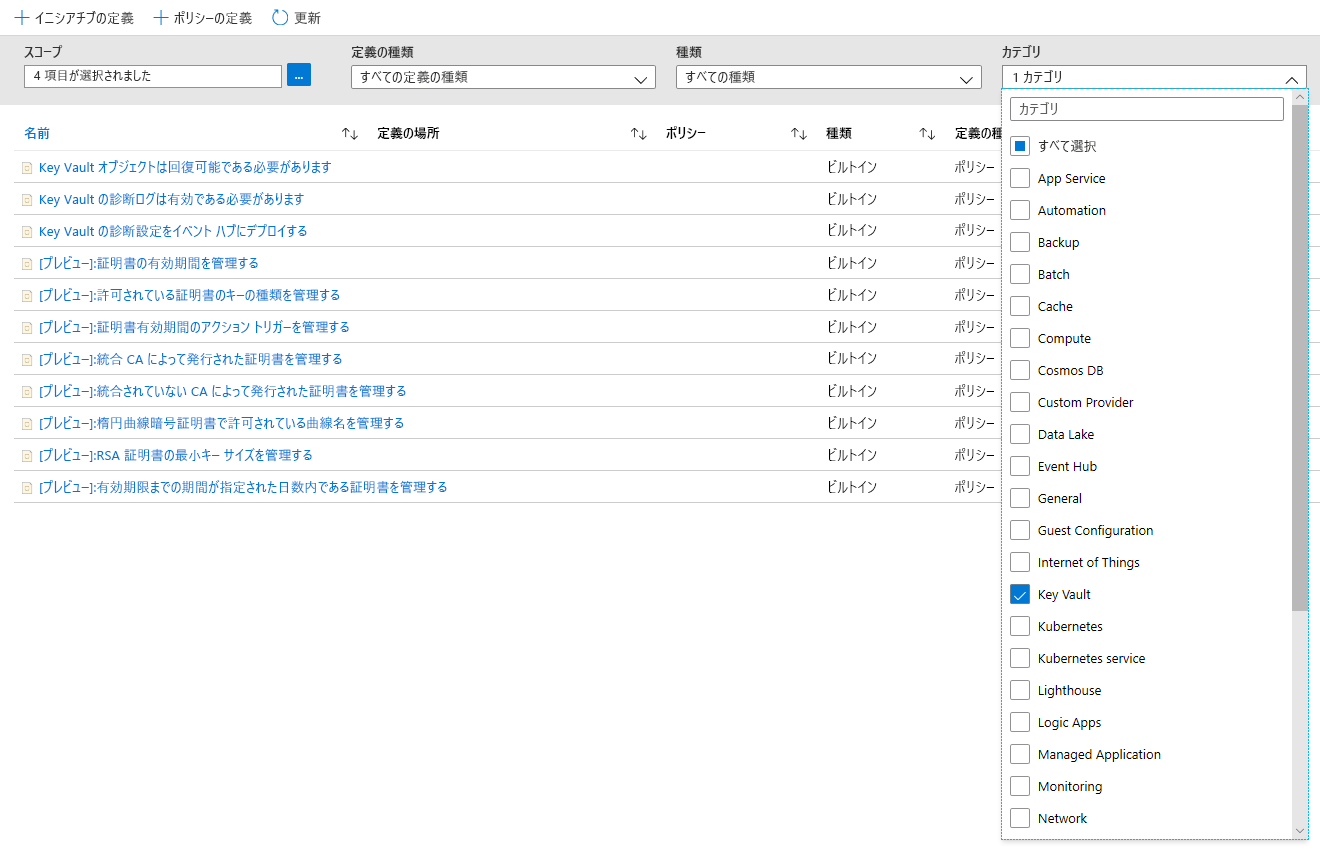 イニシアチブの定義 ポリシーの定義 更新
スコープ 定義の種類 種類 カテゴリ
4 項目が選択されました ... すべての定義の種類 すべての種類 1 カテゴリ
カテゴリ
名前 定義の場所 ポリシー 種類 定義の種
すべて選択
Key Vault オブジェクトは回復可能である必要があります ビルトイン ポリシー
App Service
Key Vault の診断ログは有効である必要があります ビルトイン ポリシー
Automation
Key Vault の診断設定をイベント ハブにデプロイする ビルトイン ポリシー
Backup
[プレビュー]:証明書の有効期間を管理する ビルトイン ポリシー
Batch
[プレビュー]:許可されている証明書のキーの種類を管理する ビルトイン ポリシー
Cache
[プレビュー]:証明書有効期間のアクション トリガーを管理する ビルトイン ポリシー
Compute
[プレビュー]:統合 CA によって発行された証明書を管理する ビルトイン ポリシー
Cosmos DB
[プレビュー]:統合されていない CA によって発行された証明書を管理する ビルトイン ポリシー
Custom Provider
[プレビュー]:楕円曲線暗号証明書で許可されている曲線名を管理する ビルトイン ポリシー
Data Lake
[プレビュー]:RSA 証明書の最小キー サイズを管理する ビルトイン ポリシー
Event Hub
[プレビュー]:有効期限までの期間が指定された日数内である証明書を管理する ビルトイン ポリシー
General
Guest Configuration
Internet of Things
Key Vault
Kubernetes
Kubernetes service
Lighthouse
Logic Apps
Managed Application
Monitoring
Network